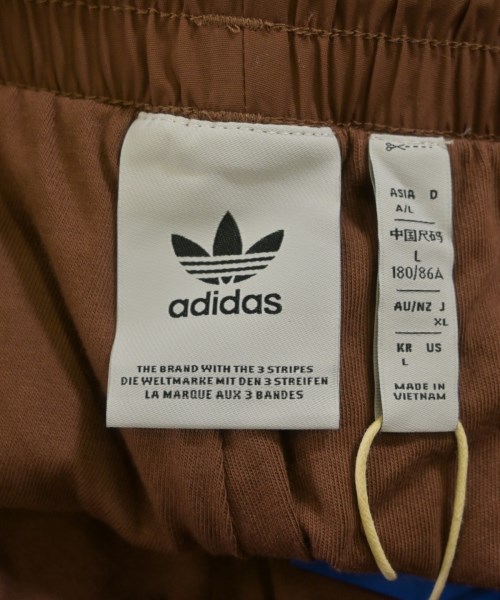 adidas
THE BRAND WITH THE 3 STRIPES
DIE WELTMARKE MIT DEN 3 STREIFEN
LA MARQUE AUX 3 BANDES
ASIA D
A/L
中国尺码
L
180/86A
AU/NZ J
XL
KR US
L
MADE IN
VIETNAM